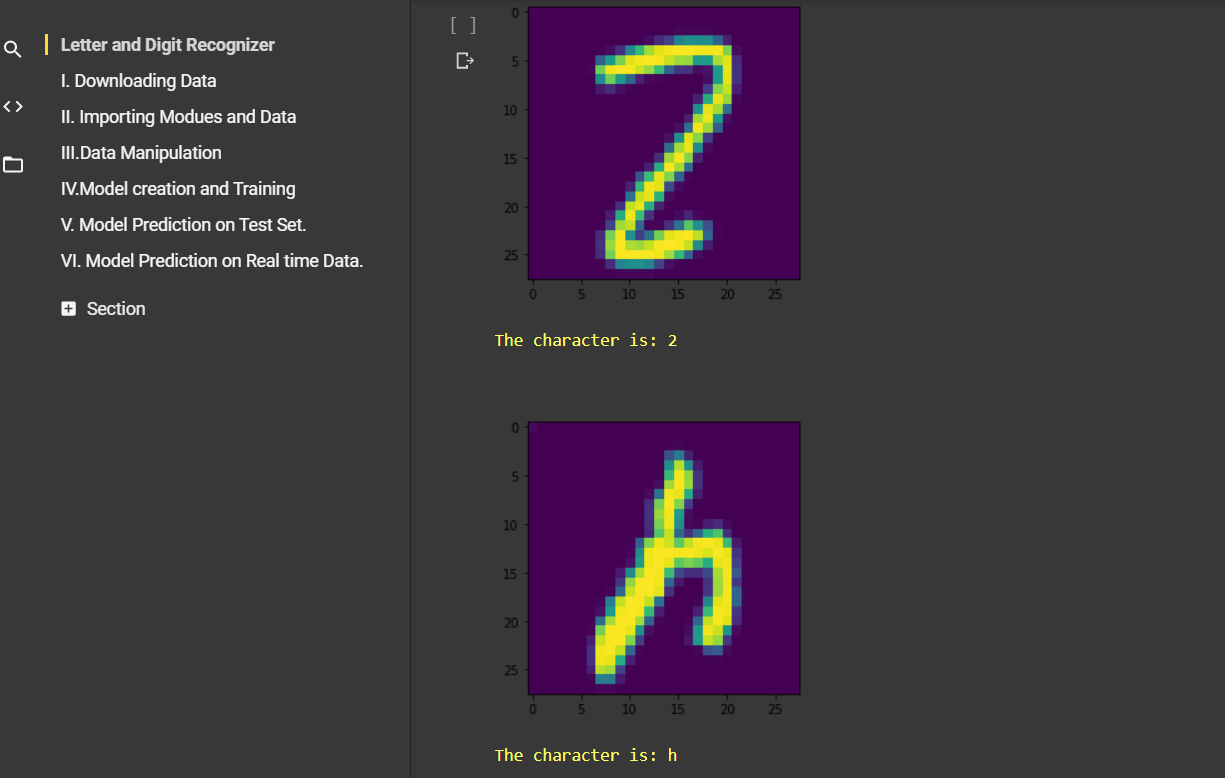 Letter and Digit Recognizer
I. Downloading Data
II. Importing Modues and Data
III.Data Manipulation
IV.Model creation and Training
V. Model Prediction on Test Set.
VI. Model Prediction on Real time Data.
Section
[ ]
0
5
10
15
20
25
0 5 10 15 20 25
2
The character is: 2
0
5
10
15
20
25
0 5 10 15 20 25
h
The character is: h